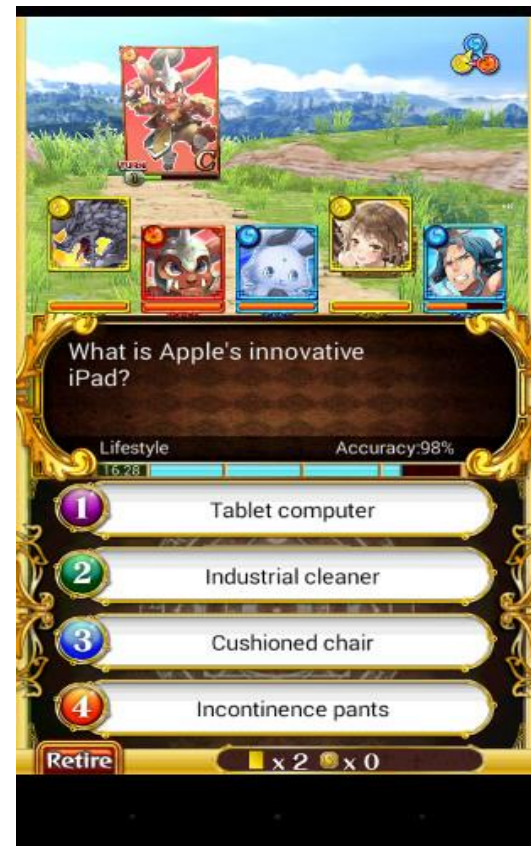 C
What is Apple's innovative
iPad?
Lifestyle
Accuracy:98%
16.28
1
Tablet computer
2
Industrial cleaner
3
Cushioned chair
4
Incontinence pants
Retire
x 2
x 0